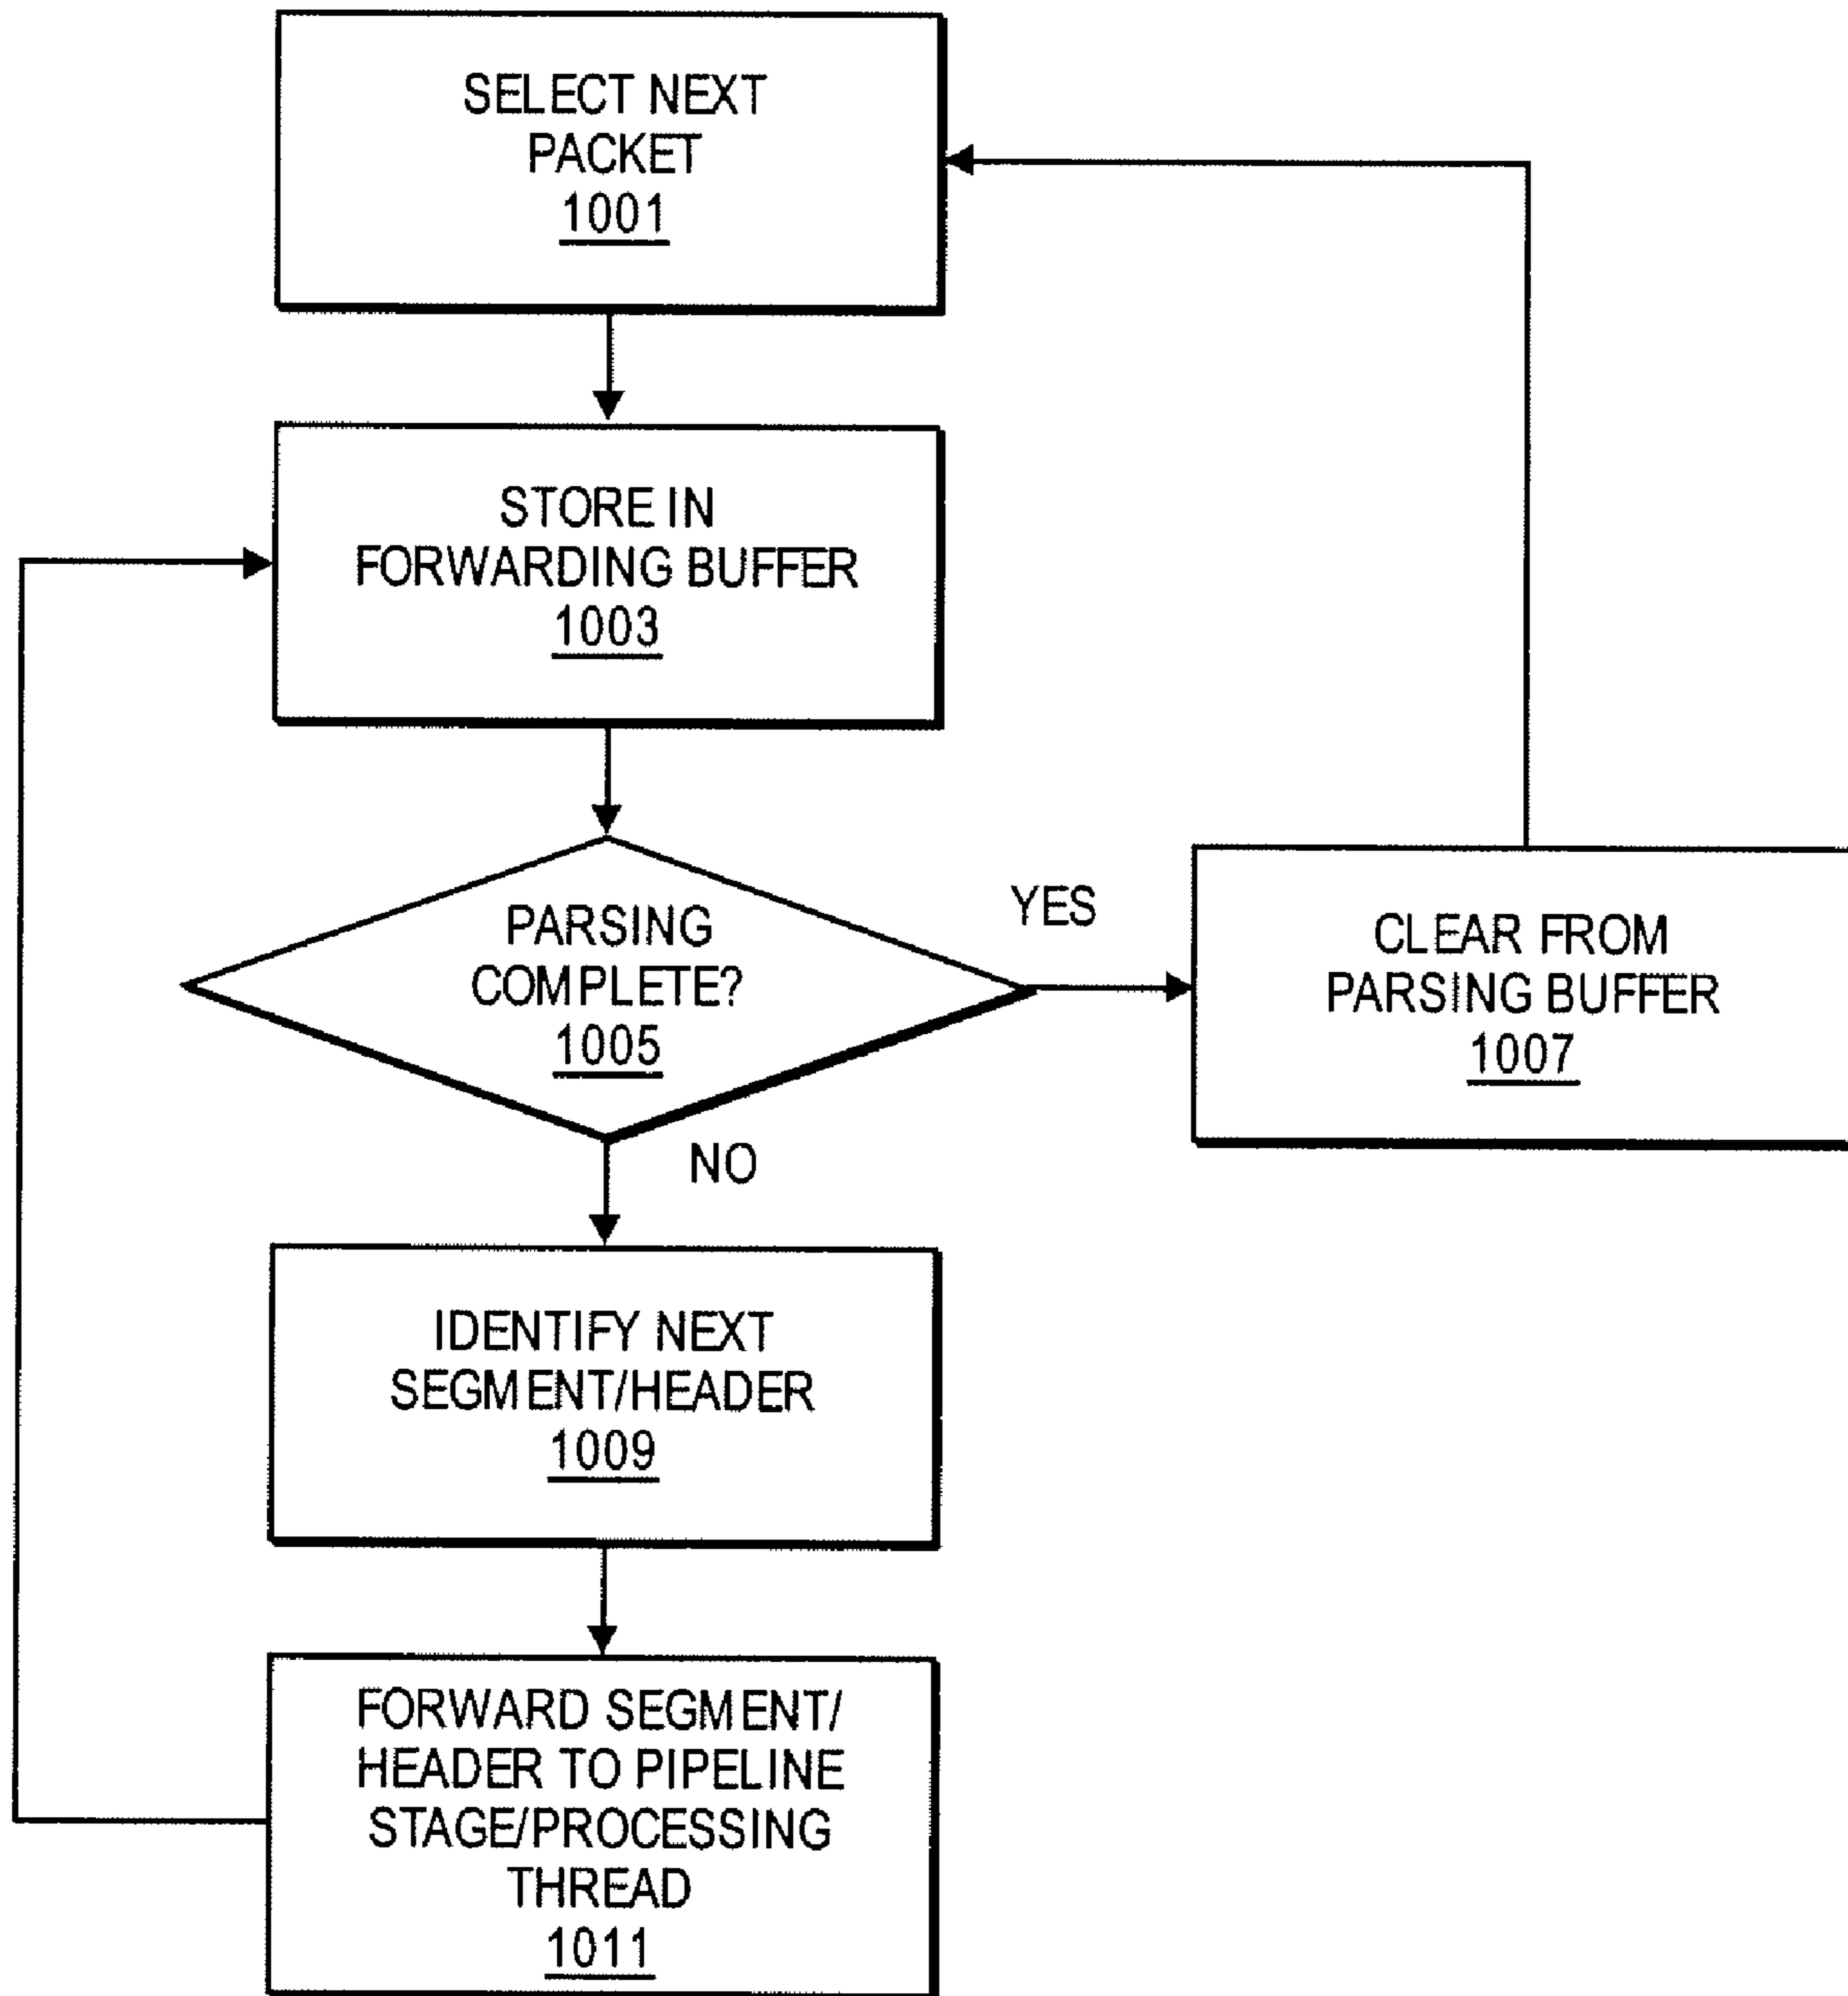 SELECT NEXT
PACKET
1001
STORE IN
FORWARDING BUFFER
1003
PARSING
COMPLETE?
1005
YES
CLEAR FROM
PARSING BUFFER
1007
NO
IDENTIFY NEXT
SEGMENT/HEADER
1009
FORWARD SEGMENT/
HEADER TO PIPELINE
STAGE/PROCESSING
THREAD
1011